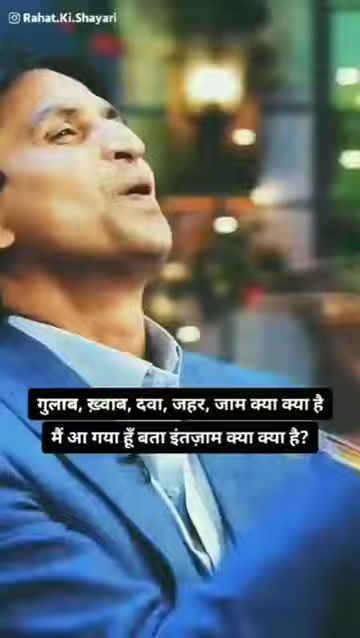 Rahat.Ki.Shayari
गुलाब, ख़्वाब, दवा, जहर, जाम क्या क्या है
मैं आ गया हूँ बता इंतज़ाम क्या क्या है?